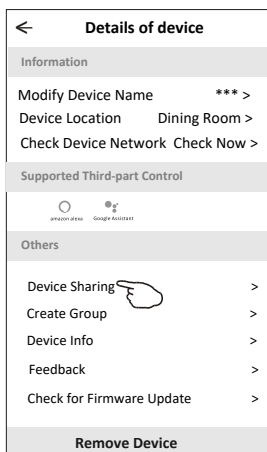 Details of device
Information
Modify Device Name *** >
Device Location Dining Room >
Check Device Network Check Now >
Supported Third-part Control
amazon alexa Google Assistant
Others
Device Sharing >
Create Group >
Device Info >
Feedback >
Check for Firmware Update >
Remove Device